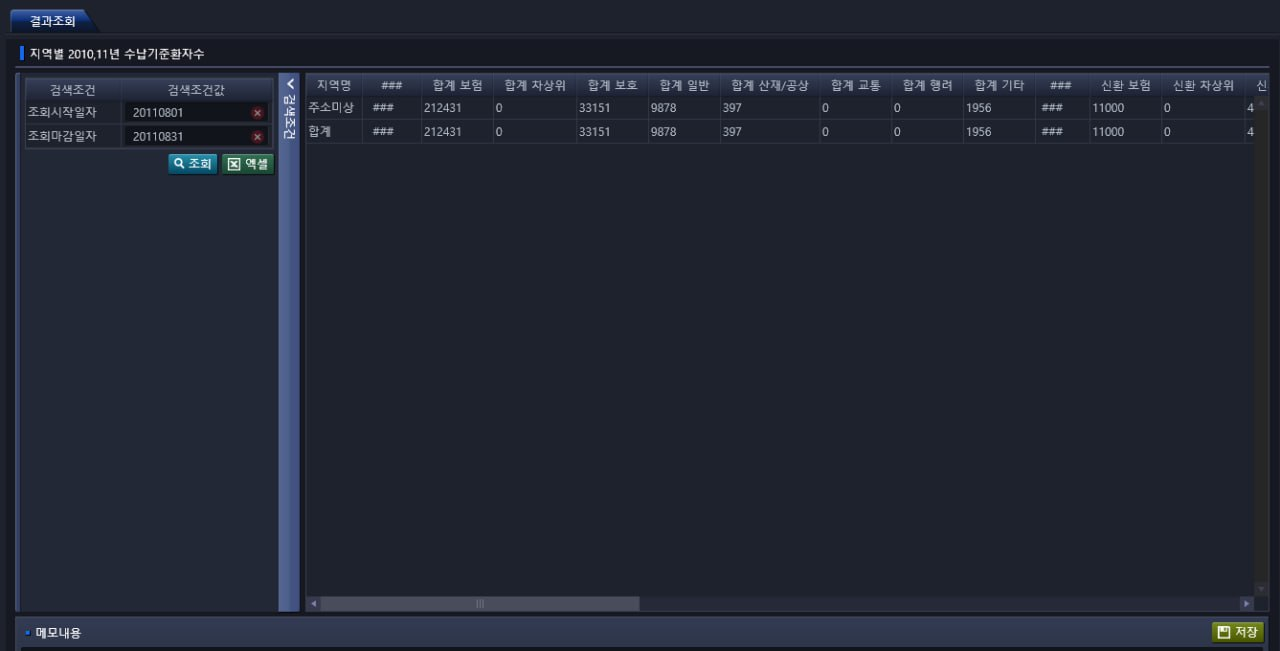 결과조회
지역별 2010,11년 수납기준환자수
검색조건 검색조건값
조회시작일자 20110801
조회마감일자 20110831
조회 엑셀
검색조건
지역명 ### 합계 보험 합계 차상위 합계 보호 합계 일반 합계 산재/공상 합계 교통 합계 행려 합계 기타 ### 신환 보험 신환 차상위 신
주소미상 ### 212431 0 33151 9878 397 0 0 1956 ### 11000 0 4
합계 ### 212431 0 33151 9878 397 0 0 1956 ### 11000 0 4
메모내용 저장